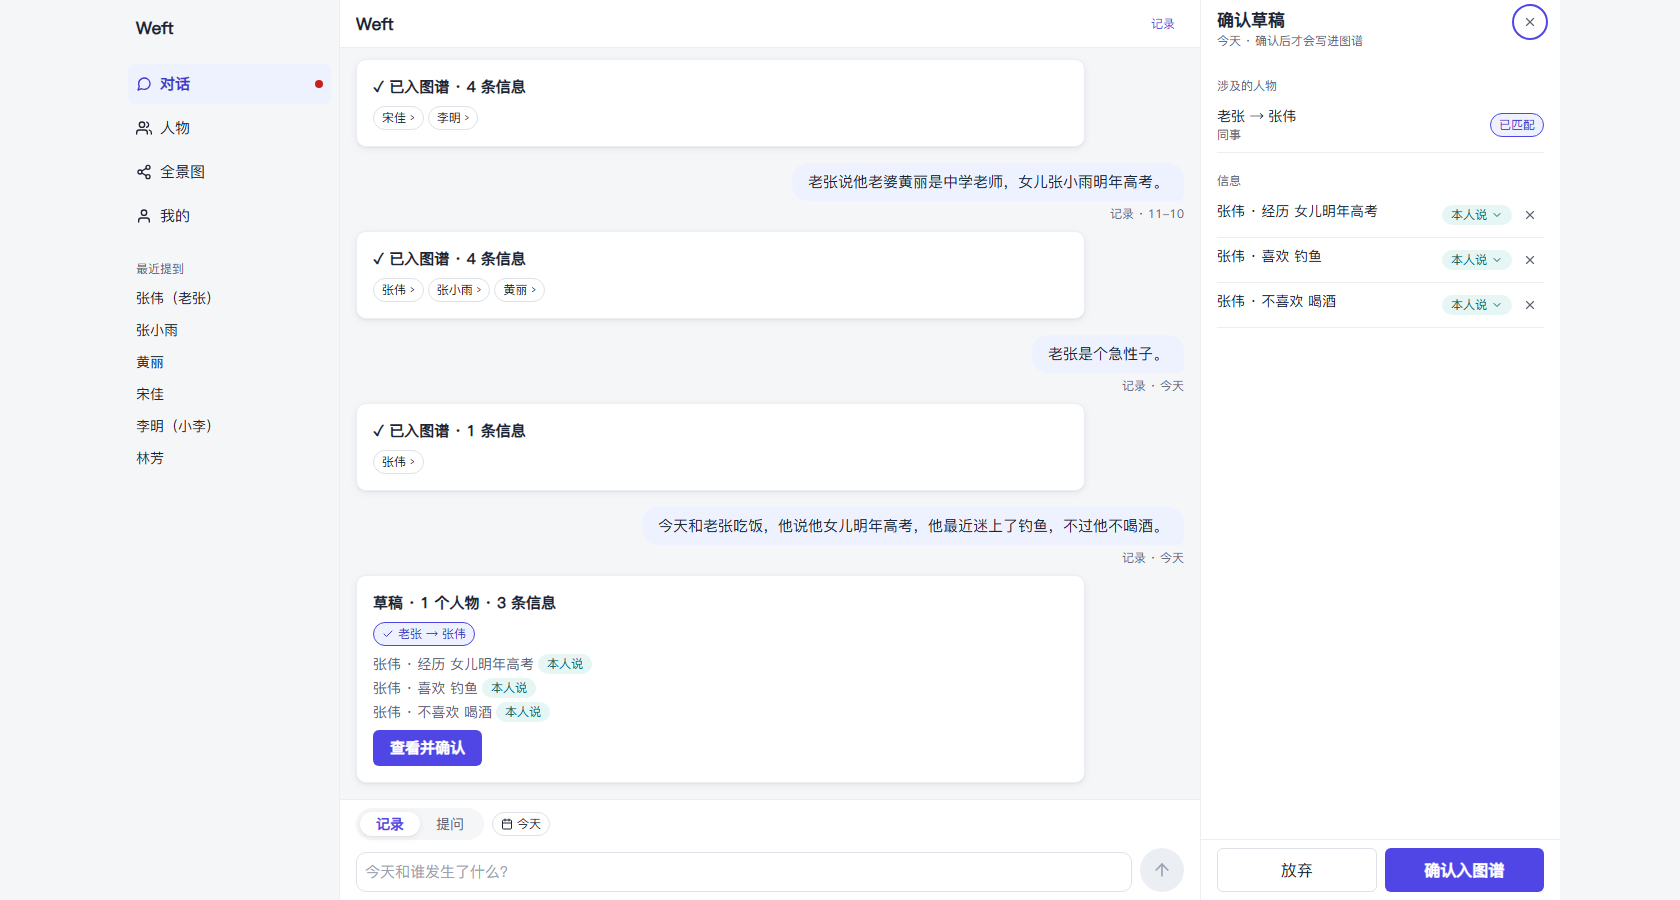 Weft
对话
人物
全景图
我的
最近提到
张伟（老张）
张小雨
黄丽
宋佳
李明（小李）
林芳
Weft
记录
✓ 已入图谱 · 4 条信息
宋佳 ›
李明 ›
老张说他老婆黄丽是中学老师，女儿张小雨明年高考。
记录 · 11-10
✓ 已入图谱 · 4 条信息
张伟 ›
张小雨 ›
黄丽 ›
老张是个急性子。
记录 · 今天
✓ 已入图谱 · 1 条信息
张伟 ›
今天和老张吃饭，他说他女儿明年高考，他最近迷上了钓鱼，不过他不喝酒。
记录 · 今天
草稿 · 1 个人物 · 3 条信息
✓ 老张 → 张伟
张伟 · 经历 女儿明年高考 本人说
张伟 · 喜欢 钓鱼 本人说
张伟 · 不喜欢 喝酒 本人说
查看并确认
记录
提问
今天
今天和谁发生了什么?
确认草稿
今天 · 确认后才会写进图谱
涉及的人物
老张 → 张伟
同事
已匹配
信息
张伟 · 经历 女儿明年高考 本人说
张伟 · 喜欢 钓鱼 本人说
张伟 · 不喜欢 喝酒 本人说
放弃
确认入图谱